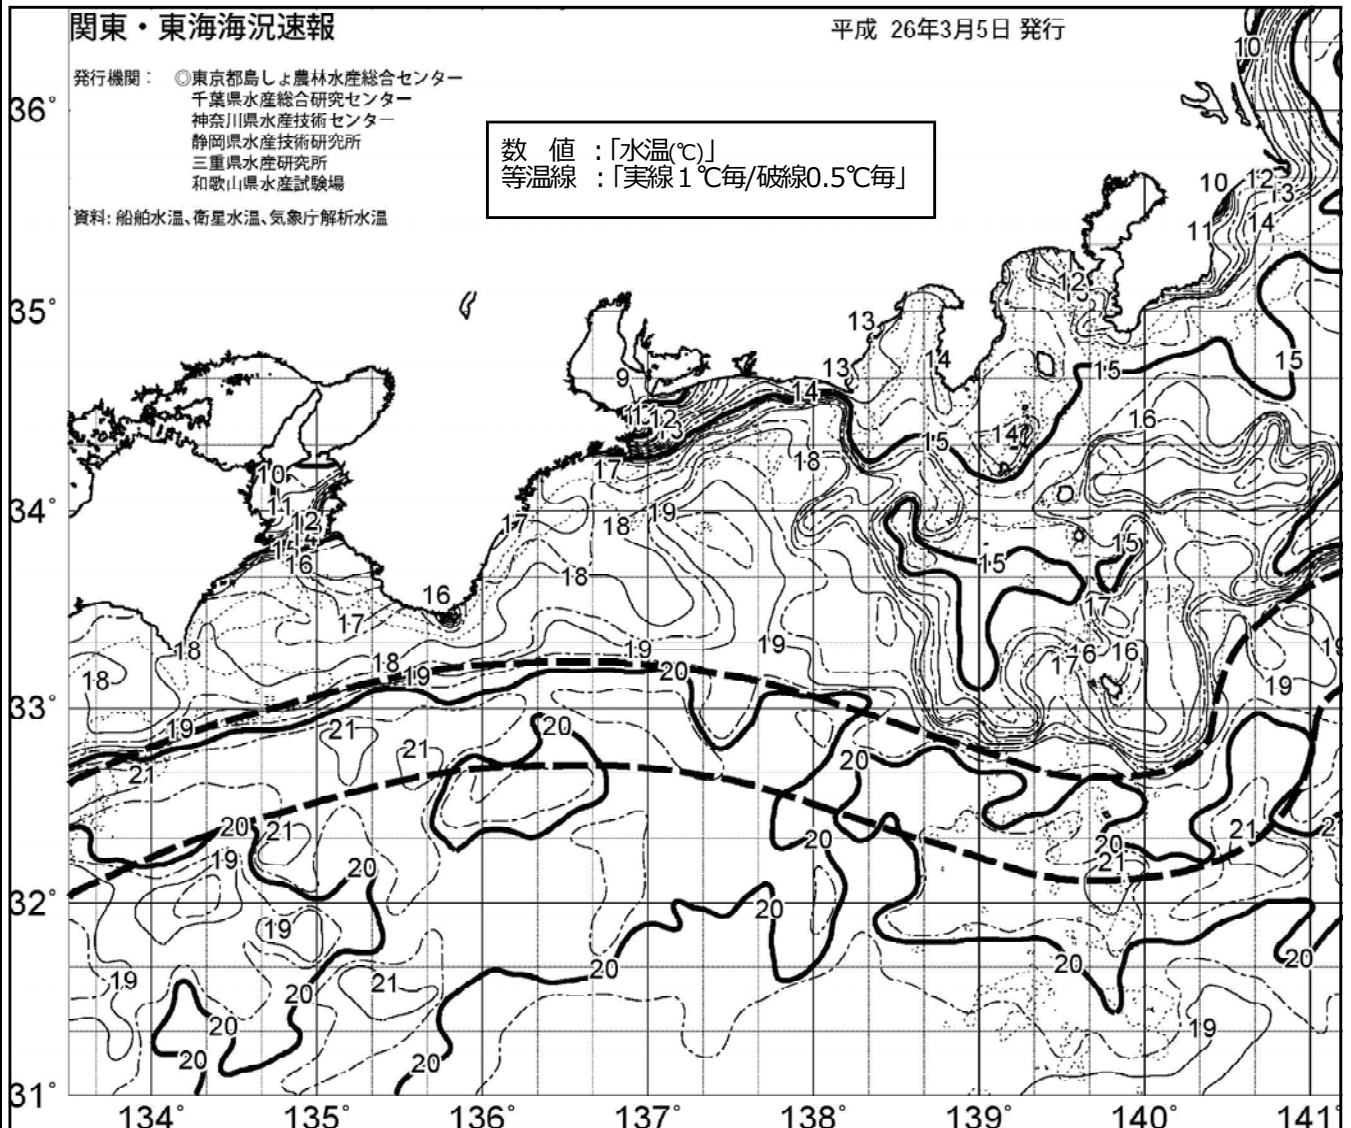 関東・東海海況速報
平成 26年3月5日 発行
発行機関： ◎東京都島しょ農林水産総合センター
千葉県水産総合研究センター
神奈川県水産技術センター
静岡県水産技術研究所
三重県水産研究所
和歌山県水産試験場
資料: 船舶水温、衛星水温、気象庁解析水温
数 値 ：「水温(℃)」
等温線 ：「実線１℃毎/破線0.5℃毎」
10
36°
10 12
13
11 14
12
35°
13
13 14 15 15
9
14
16
12
15 14
10 17 18
11 34° 17 18 19
12
16 15 15
18
16
17
17
18 18 19 19 16
17
18 19 20
19
33° 19 21 20
21 21 20
20 21 20 20 21
19 20 21
32° 20
19
19 20 20 20
21 20
20 19
20 20
31°
134° 135° 136° 137° 138° 139° 140° 141°